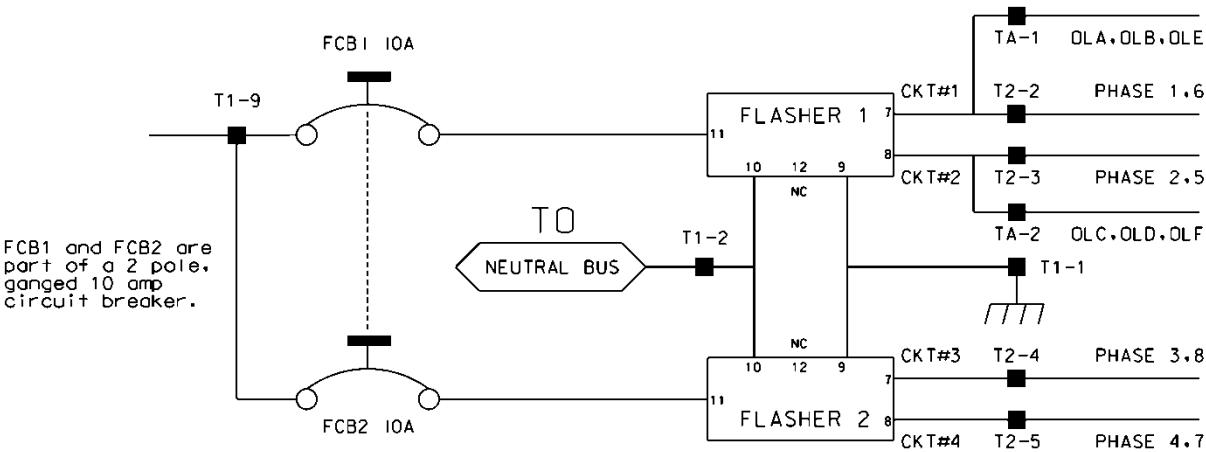 TA-1 OLA,OLB,OLE
FCB1 10A
T1-9
CKT#1 T2-2 PHASE 1,6
FLASHER 1
7
11
8
10 12 9
NC
CKT#2 T2-3 PHASE 2,5
TA-2 OLC,OLD,OLF
TO
NEUTRAL BUS
T1-2
T1-1
FCB1 and FCB2 are
part of a 2 pole,
ganged 10 amp
circuit breaker.
NC
10 12 9
CKT#3 T2-4 PHASE 3,8
7
11
FLASHER 2
8
FCB2 10A
CKT#4 T2-5 PHASE 4,7